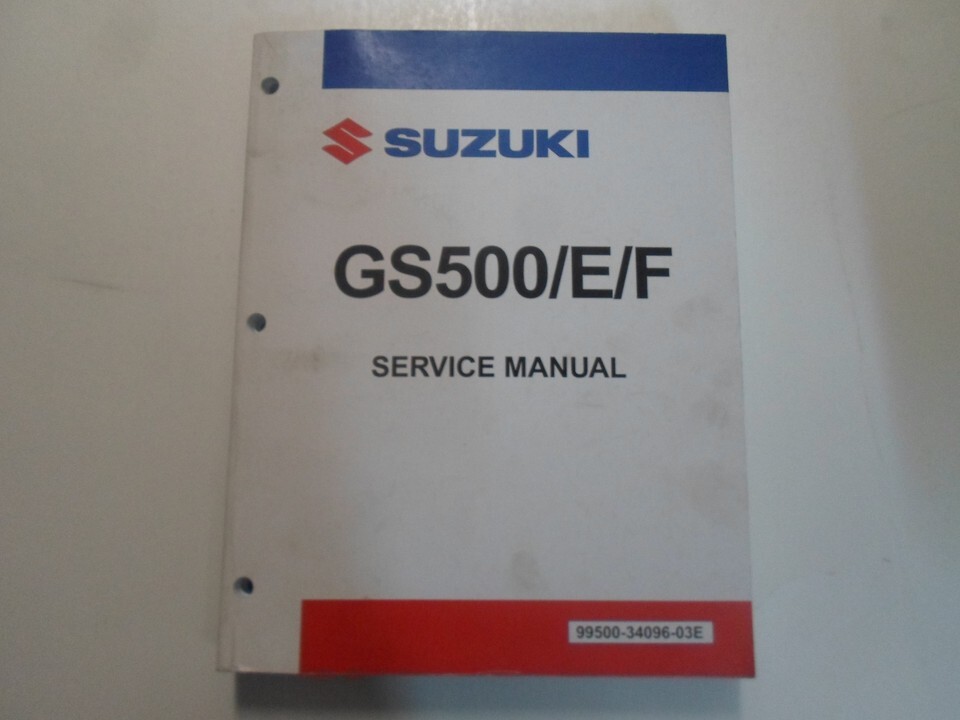 SUZUKI
GS500/E/F
SERVICE MANUAL
99500-34096-03E